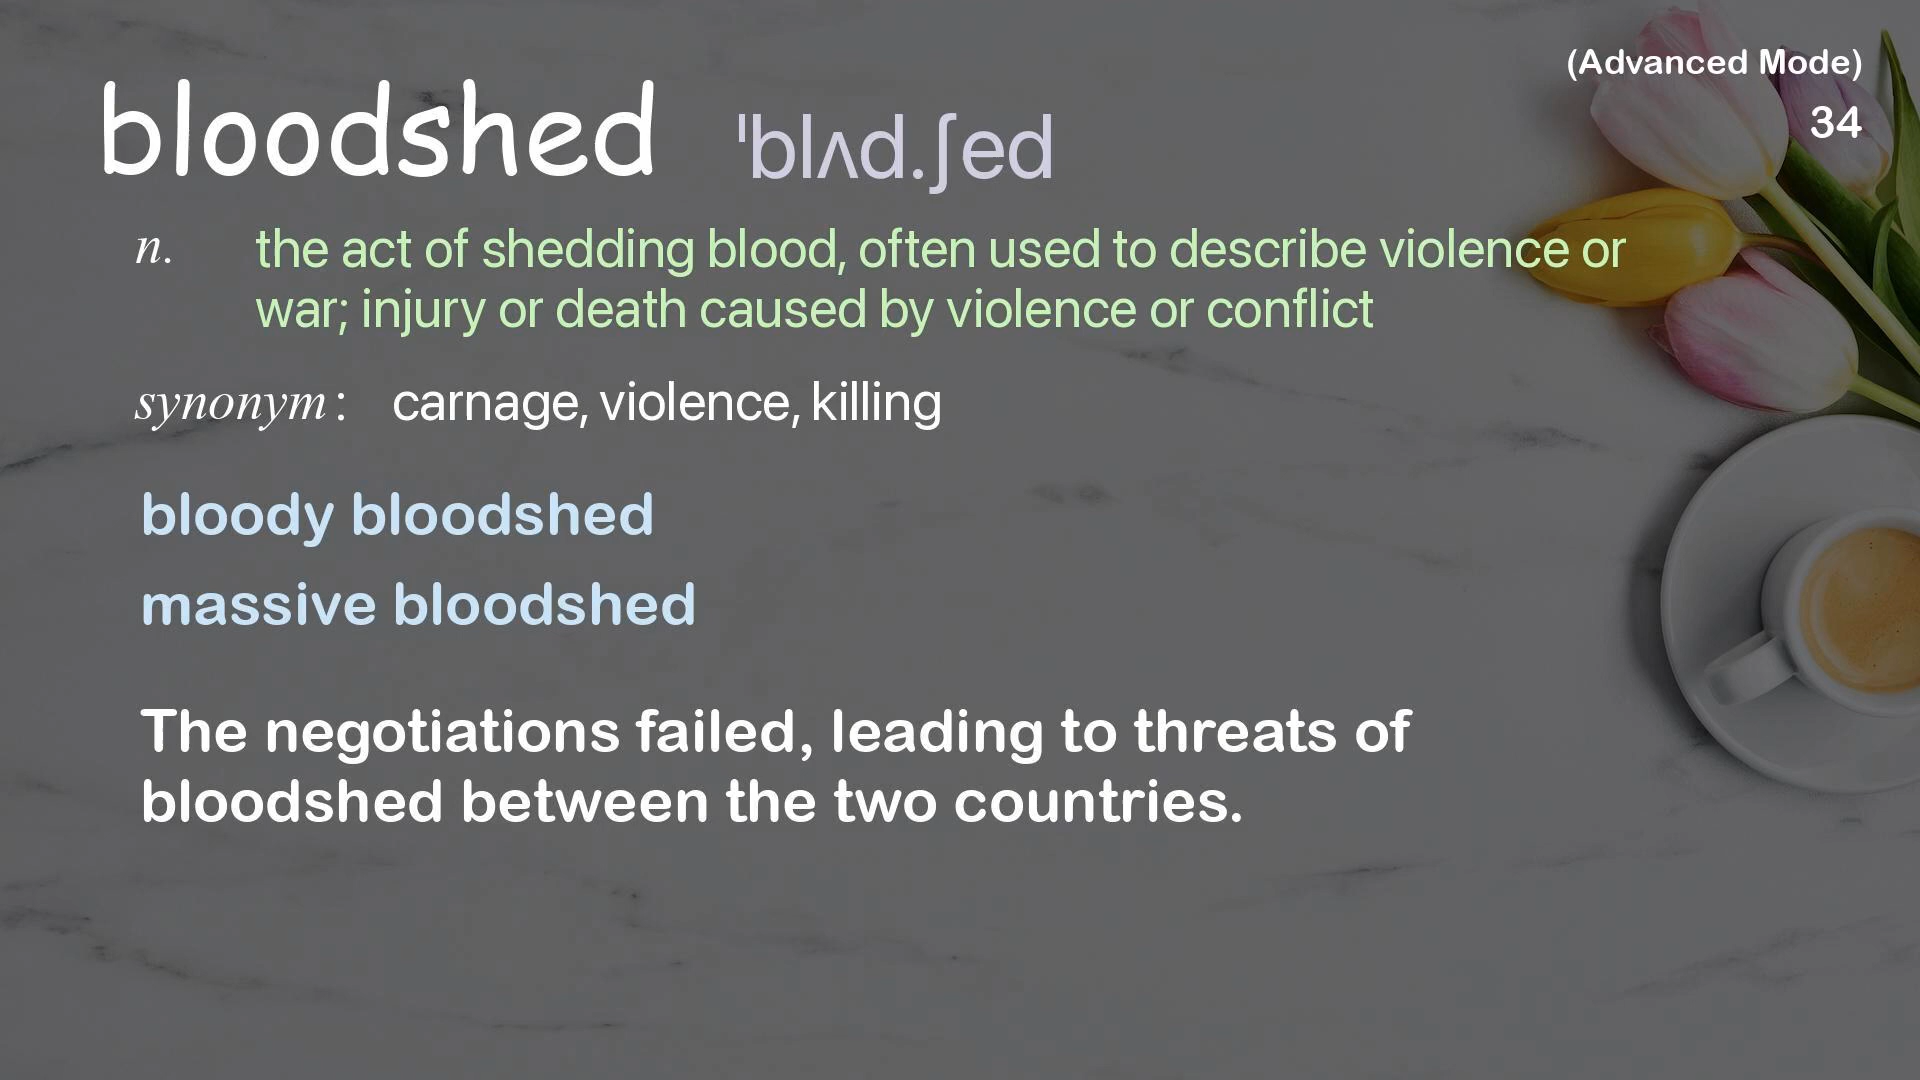 (Advanced Mode)
34
bloodshed ˈblʌd.ʃed
n. the act of shedding blood, often used to describe violence or
war; injury or death caused by violence or conflict
synonym : carnage, violence, killing
bloody bloodshed
massive bloodshed
The negotiations failed, leading to threats of
bloodshed between the two countries.